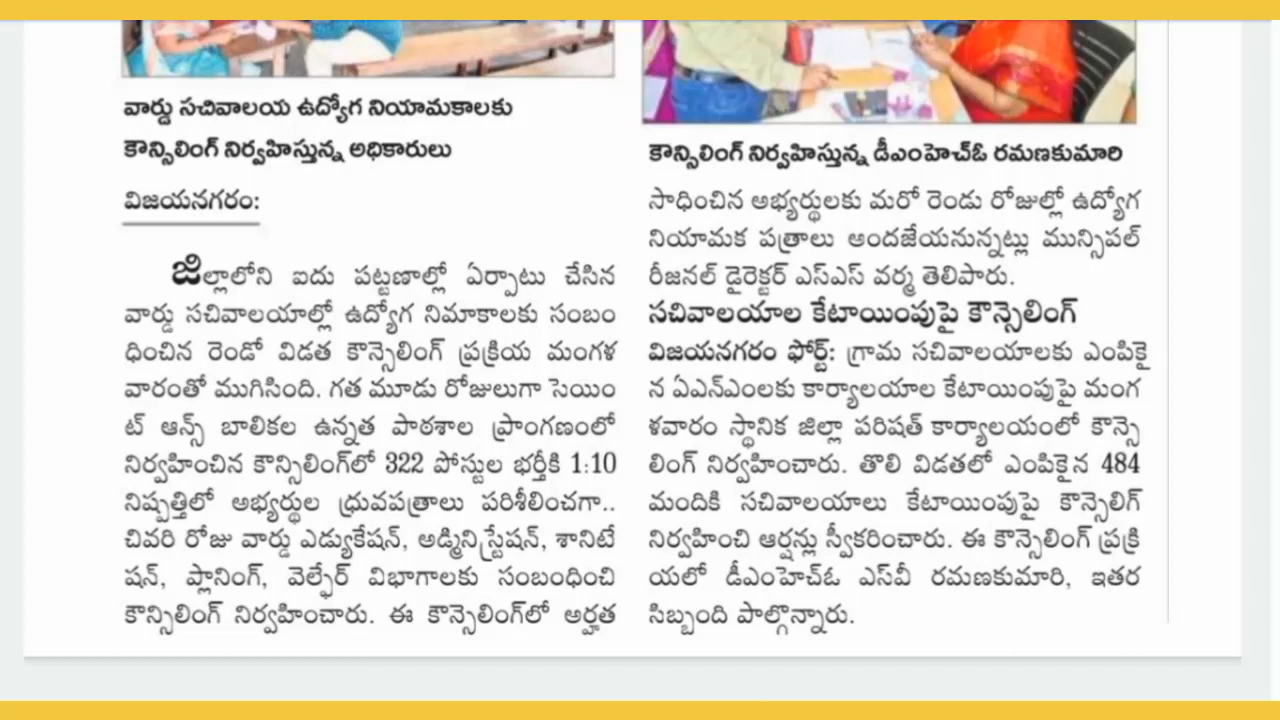 వార్డు సచివాలయ ఉద్యోగ నియామకాలకు
కౌన్సిలింగ్ నిర్వహిస్తున్న అధికారులు
విజయనగరం:
జిల్లాలోని ఐదు పట్టణాల్లో ఏర్పాటు చేసిన
వార్డు సచివాలయాల్లో ఉద్యోగ నిమాకాలకు సంబం
ధించిన రెండో విడత కౌన్సెలింగ్ ప్రక్రియ మంగళ
వారంతో ముగిసింది. గత మూడు రోజులుగా సెయిం
ట్ ఆన్స్ బాలికల ఉన్నత పాఠశాల ప్రాంగణంలో
నిర్వహించిన కౌన్సిలింగ్‌లో 322 పోస్టుల భర్తీకి 1:10
నిష్పత్తిలో అభ్యర్థుల ధ్రువపత్రాలు పరిశీలించగా..
చివరి రోజు వార్డు ఎడ్యుకేషన్, అడ్మినిస్ట్రేషన్, శానిటే
షన్, ప్లానింగ్, వెల్ఫేర్ విభాగాలకు సంబంధించి
కౌన్సిలింగ్ నిర్వహించారు. ఈ కౌన్సెలింగ్‌లో అర్హత
కౌన్సిలింగ్ నిర్వహిస్తున్న డీఎంహెచ్ఓ రమణకుమారి
సాధించిన అభ్యర్థులకు మరో రెండు రోజుల్లో ఉద్యోగ
నియామక పత్రాలు అందజేయనున్నట్లు మున్సిపల్
రీజనల్ డైరెక్టర్ ఎస్ఎస్ వర్మ తెలిపారు.
సచివాలయాల కేటాయింపుపై కౌన్సెలింగ్
విజయనగరం ఫోర్ట్: గ్రామ సచివాలయాలకు ఎంపికై
న ఏఎన్ఎంలకు కార్యాలయాల కేటాయింపుపై మంగ
ళవారం స్థానిక జిల్లా పరిషత్ కార్యాలయంలో కౌన్సె
లింగ్ నిర్వహించారు. తొలి విడతలో ఎంపికైన 484
మందికి సచివాలయాలు కేటాయింపుపై కౌన్సెలిగ్
నిర్వహించి ఆర్షన్లు స్వీకరించారు. ఈ కౌన్సెలింగ్ ప్రక్రి
యలో డీఎంహెచ్ఓ ఎస్‌వీ రమణకుమారి, ఇతర
సిబ్బంది పాల్గొన్నారు.